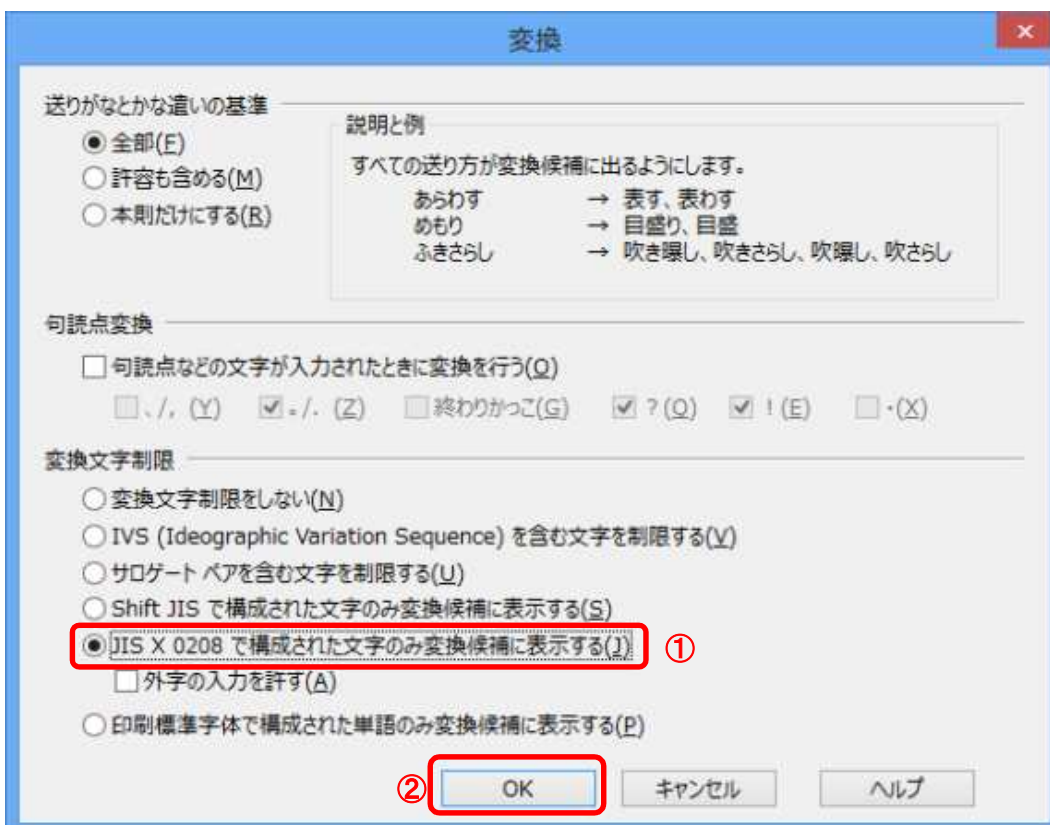 変換
送りがなとかな遣いの基準
全部(F)
許容も含める(M)
本則だけにする(R)
説明と例
すべての送り方が変換候補に出るようにします。
あらわす → 表す、表わす
めもり → 目盛り、目盛
ふきさらし → 吹き曝し、吹きさらし、吹曝し、吹さらし
句読点変換
句読点などの文字が入力されたときに変換を行う(O)
、/, (Y) 。/. (Z) 終わりかっこ(G) ? (Q) ! (E) ・(X)
変換文字制限
変換文字制限をしない(N)
IVS (Ideographic Variation Sequence) を含む文字を制限する(V)
サロゲート ペアを含む文字を制限する(U)
Shift JIS で構成された文字のみ変換候補に表示する(S)
JIS X 0208 で構成された文字のみ変換候補に表示する(J) ①
外字の入力を許す(A)
印刷標準字体で構成された単語のみ変換候補に表示する(P)
② OK キャンセル ヘルプ